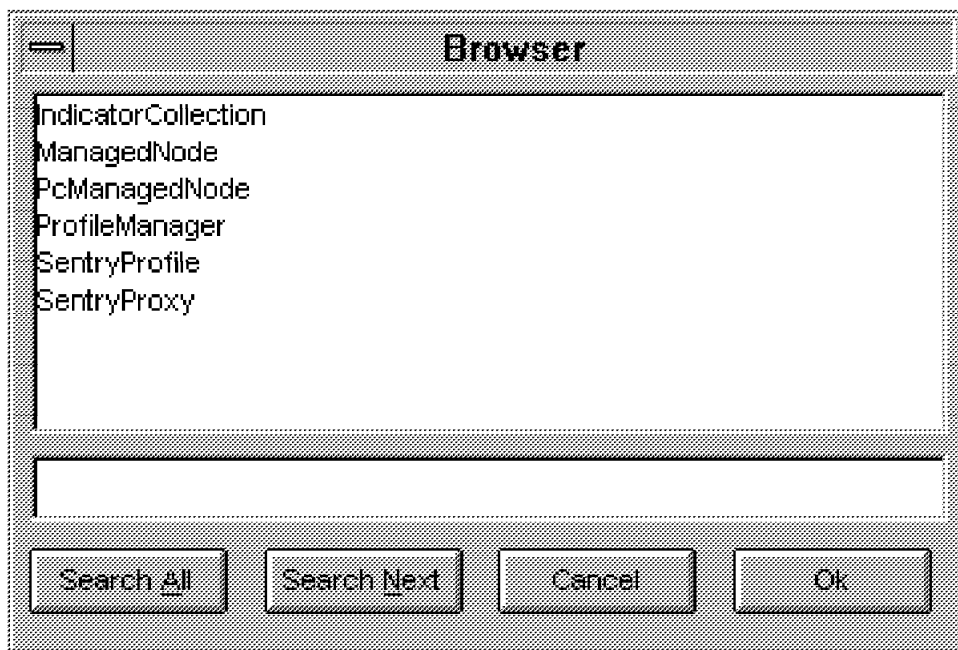 Browser
IndicatorCollection
ManagedNode
PcManagedNode
ProfileManager
SentryProfile
SentryProxy
Search All
Search Next
Cancel
Ok